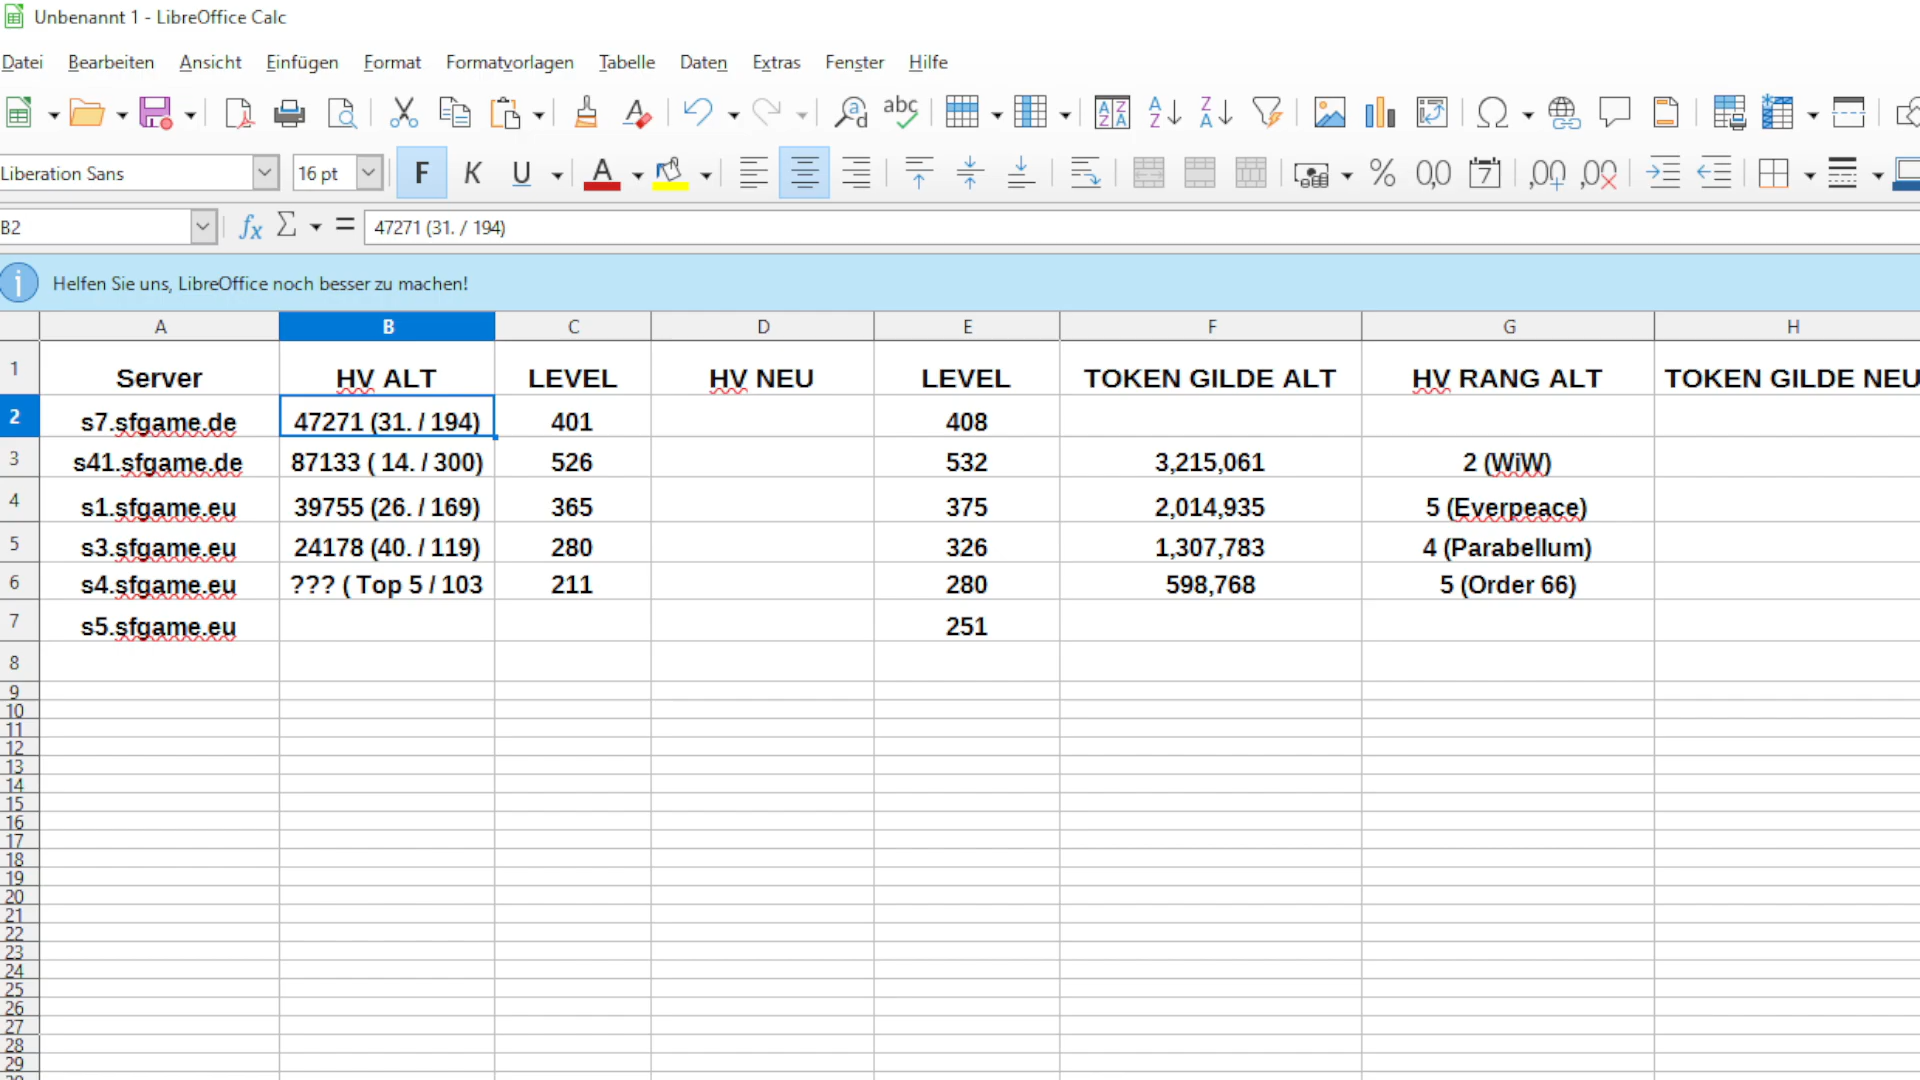 Unbenannt 1 - LibreOffice Calc
Datei Bearbeiten Ansicht Einfügen Format Formatvorlagen Tabelle Daten Extras Fenster Hilfe
Liberation Sans 16 pt F K U A % 0,0 7 ,00 ,00
B2 fx Σ = 47271 (31. / 194)
Helfen Sie uns, LibreOffice noch besser zu machen!
A B C D E F G H
1 Server HV ALT LEVEL HV NEU LEVEL TOKEN GILDE ALT HV RANG ALT TOKEN GILDE NEU
2 s7.sfgame.de 47271 (31. / 194) 401 408
3 s41.sfgame.de 87133 ( 14. / 300) 526 532 3,215,061 2 (WiW)
4 s1.sfgame.eu 39755 (26. / 169) 365 375 2,014,935 5 (Everpeace)
5 s3.sfgame.eu 24178 (40. / 119) 280 326 1,307,783 4 (Parabellum)
6 s4.sfgame.eu ??? ( Top 5 / 103 211 280 598,768 5 (Order 66)
7 s5.sfgame.eu 251
8
9
10
11
12
13
14
15
16
17
18
19
20
21
22
23
24
25
26
27
28
29